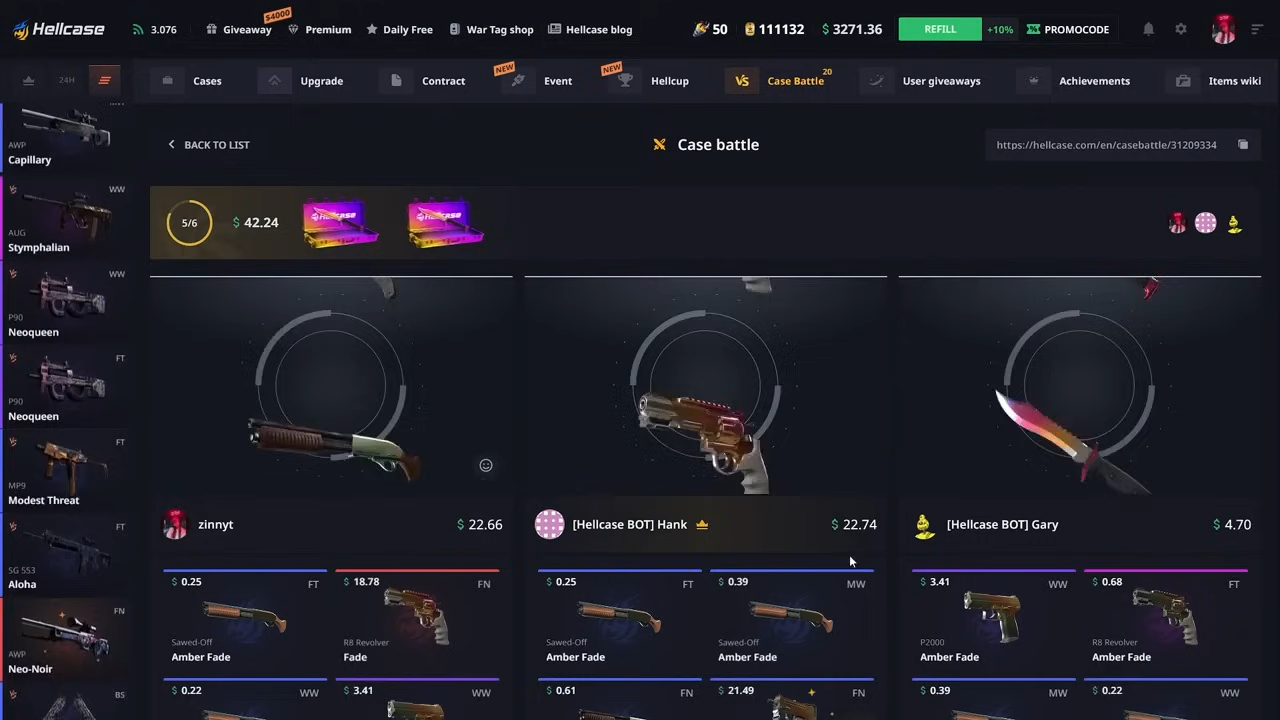 Hellcase
3.076
Giveaway
$4000
Premium
Daily Free
War Tag shop
Hellcase blog
50
111132
$ 3271.36
REFILL
+10%
PROMOCODE
24H
Cases
Upgrade
Contract
NEW
Event
NEW
Hellcup
VS
Case Battle
20
User giveaways
Achievements
Items wiki
AWP
Capillary
WW
AUG
Stymphalian
WW
P90
Neoqueen
FT
P90
Neoqueen
FT
MP9
Modest Threat
FT
SG 553
Aloha
FN
AWP
Neo-Noir
BS
BACK TO LIST
Case battle
https://hellcase.com/en/casebattle/31209334
5/6
$ 42.24
Hellcase
Hellcase
zinnyt
$ 22.66
[Hellcase BOT] Hank
$ 22.74
[Hellcase BOT] Gary
$ 4.70
$ 0.25
FT
Sawed-Off
Amber Fade
$ 18.78
FN
R8 Revolver
Fade
$ 0.25
FT
Sawed-Off
Amber Fade
$ 0.39
MW
Sawed-Off
Amber Fade
$ 3.41
WW
P2000
Amber Fade
$ 0.68
FT
R8 Revolver
Amber Fade
$ 0.22
WW
$ 3.41
WW
$ 0.61
FN
$ 21.49
FN
$ 0.39
MW
$ 0.22
WW